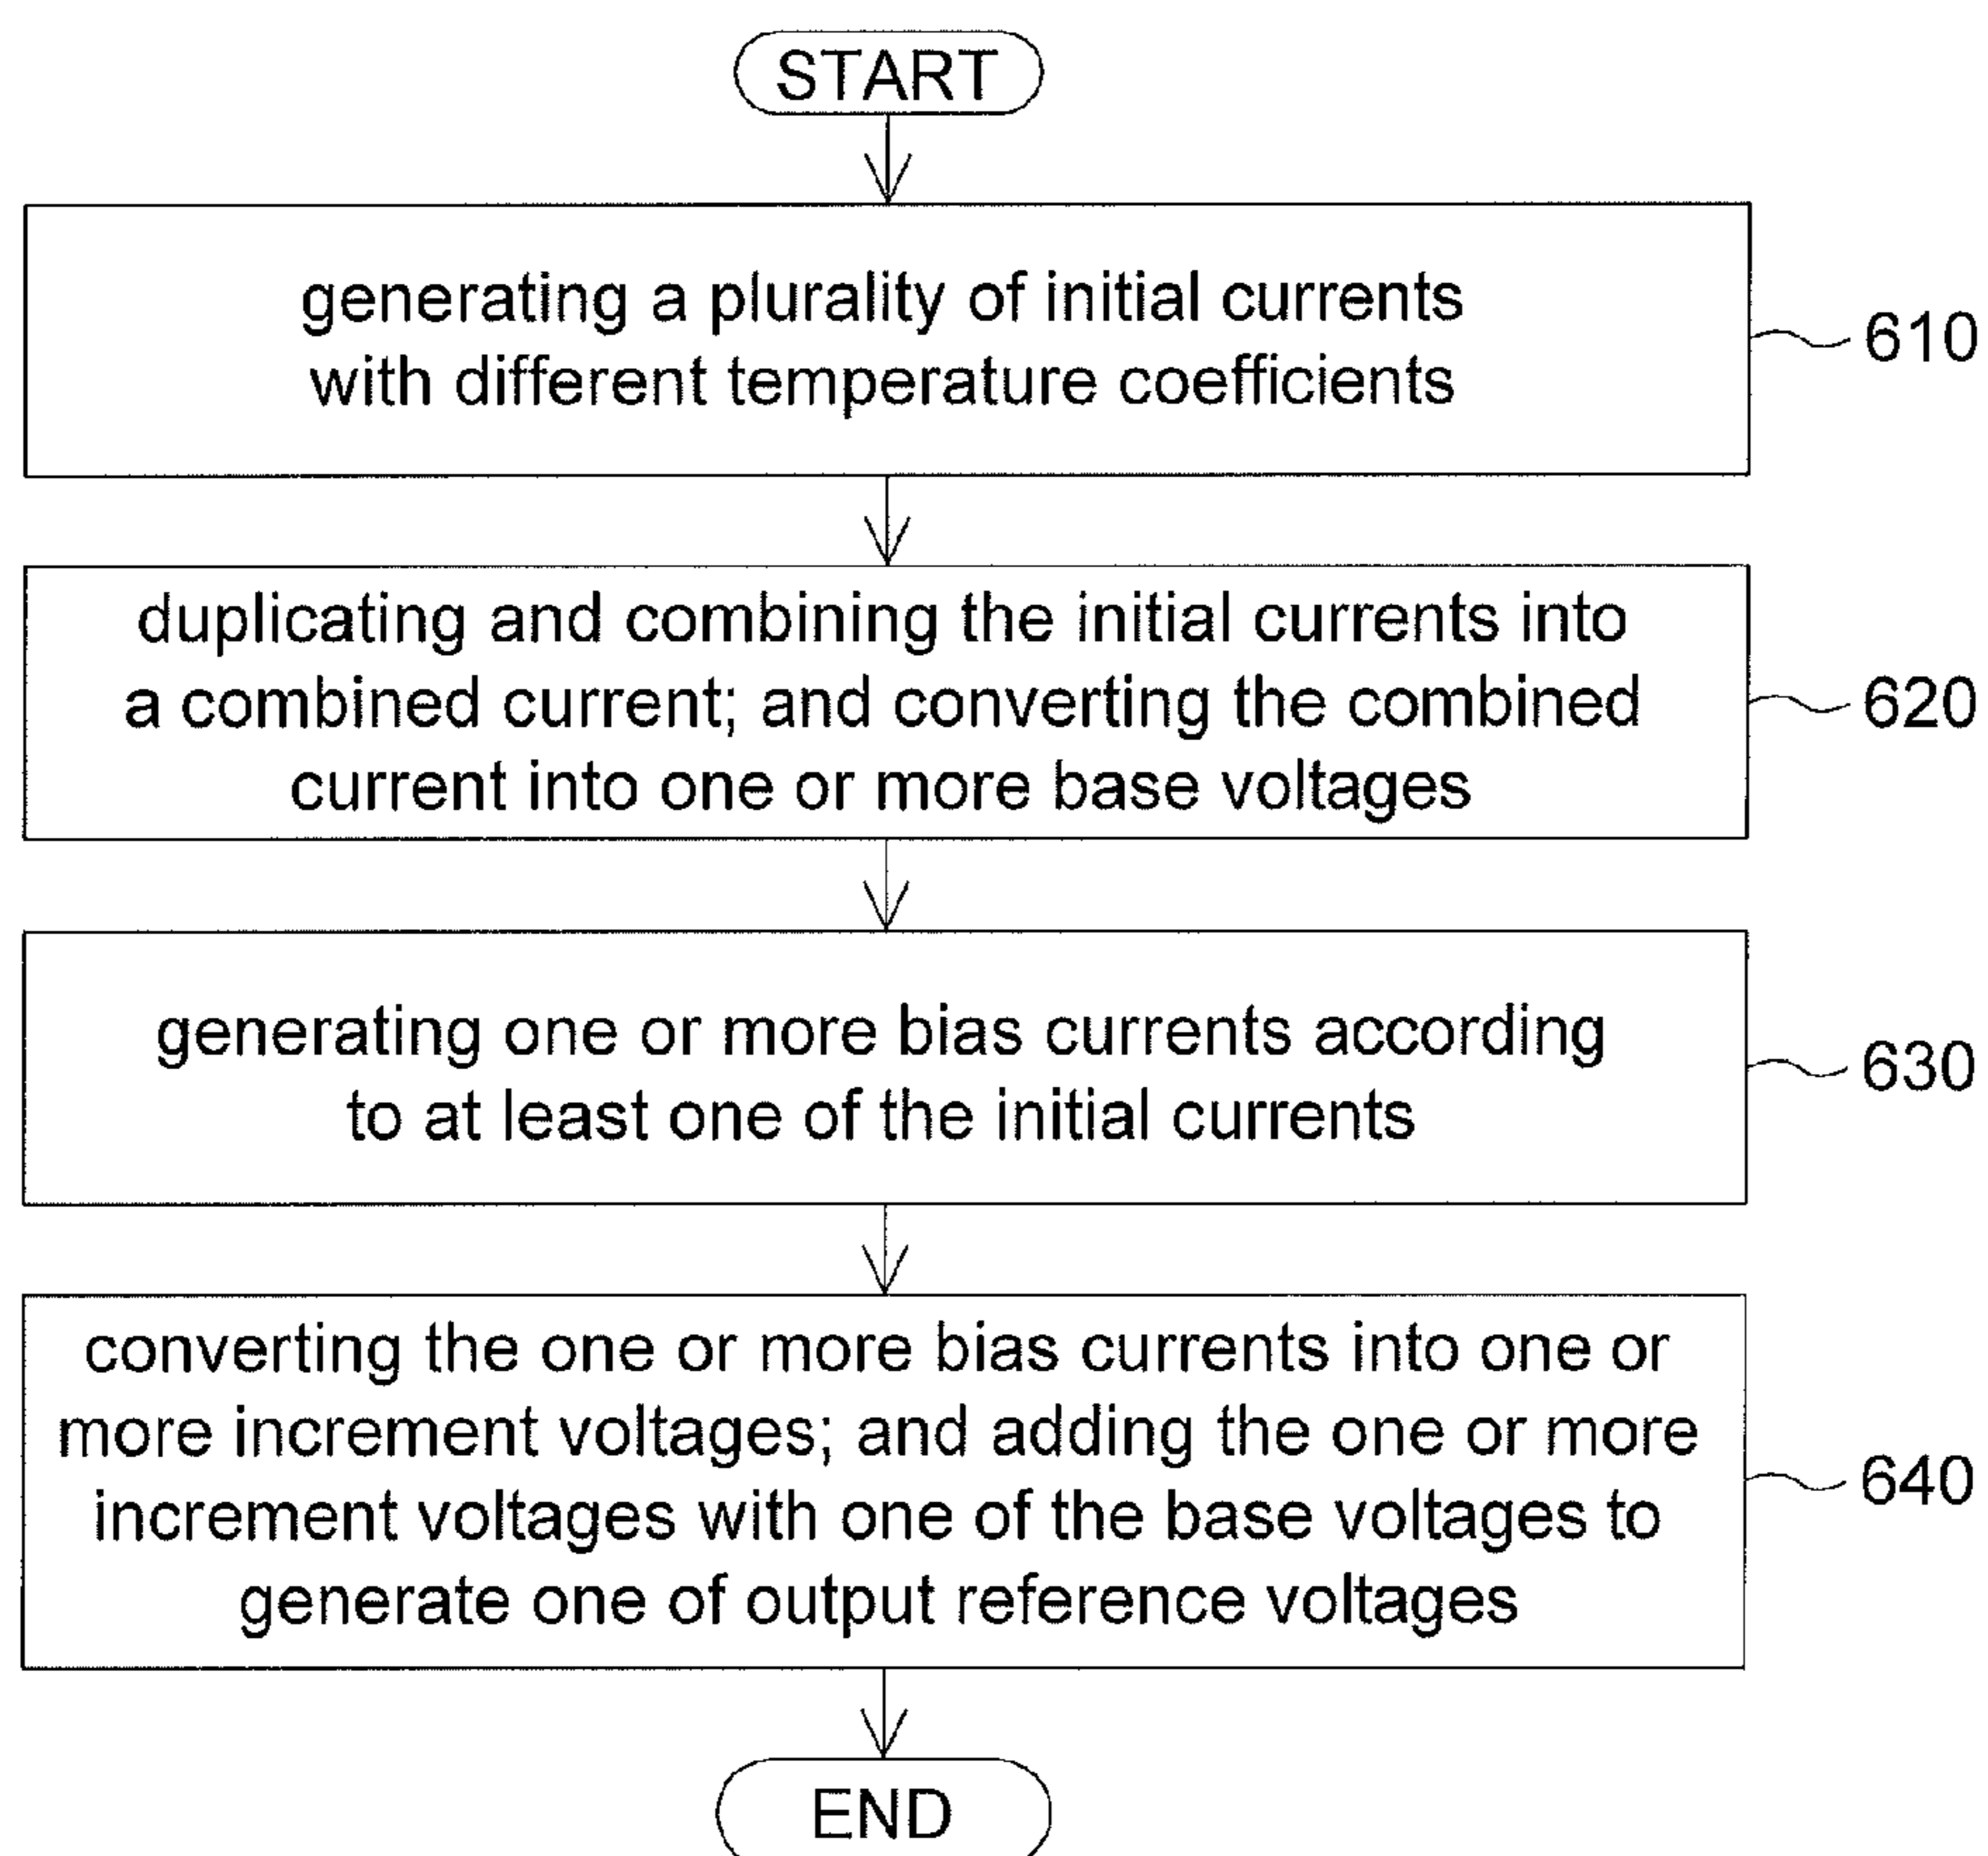 START
generating a plurality of initial currents
with different temperature coefficients
610
duplicating and combining the initial currents into
a combined current; and converting the combined
current into one or more base voltages
620
generating one or more bias currents according
to at least one of the initial currents
630
converting the one or more bias currents into one or
more increment voltages; and adding the one or more
increment voltages with one of the base voltages to
generate one of output reference voltages
640
END